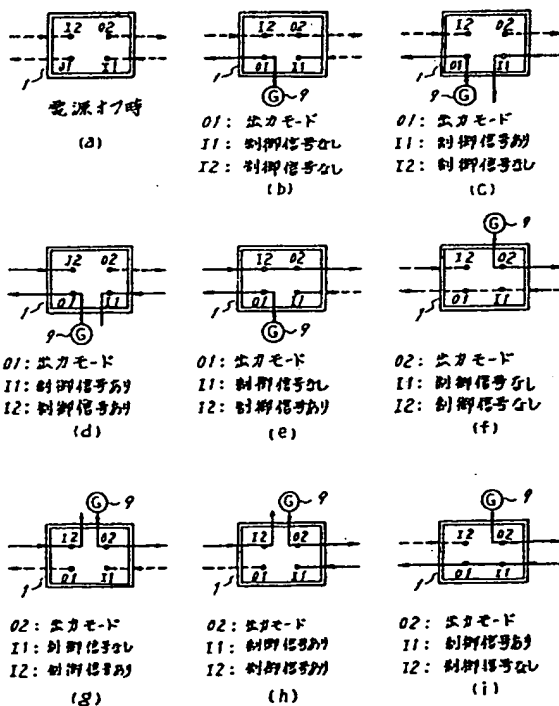 I2 O2
O1 I1
1
電源オフ時
(a)
I2 O2
O1 I1
1
G 9
O1: 出力モード
I1: 制御信号なし
I2: 制御信号なし
(b)
I2 O2
O1 I1
1
9 G
O1: 出力モード
I1: 制御信号あり
I2: 制御信号なし
(c)
I2 O2
O1 I1
1
9 G
O1: 出力モード
I1: 制御信号あり
I2: 制御信号あり
(d)
I2 O2
O1 I1
1
G 9
O1: 出力モード
I1: 制御信号なし
I2: 制御信号あり
(e)
G 9
I2 O2
O1 I1
1
O2: 出力モード
I1: 制御信号なし
I2: 制御信号なし
(f)
G 9
I2 O2
O1 I1
1
O2: 出力モード
I1: 制御信号なし
I2: 制御信号あり
(g)
G 9
I2 O2
O1 I1
1
O2: 出力モード
I1: 制御信号あり
I2: 制御信号あり
(h)
G 9
I2 O2
O1 I1
1
O2: 出力モード
I1: 制御信号あり
I2: 制御信号なし
(i)